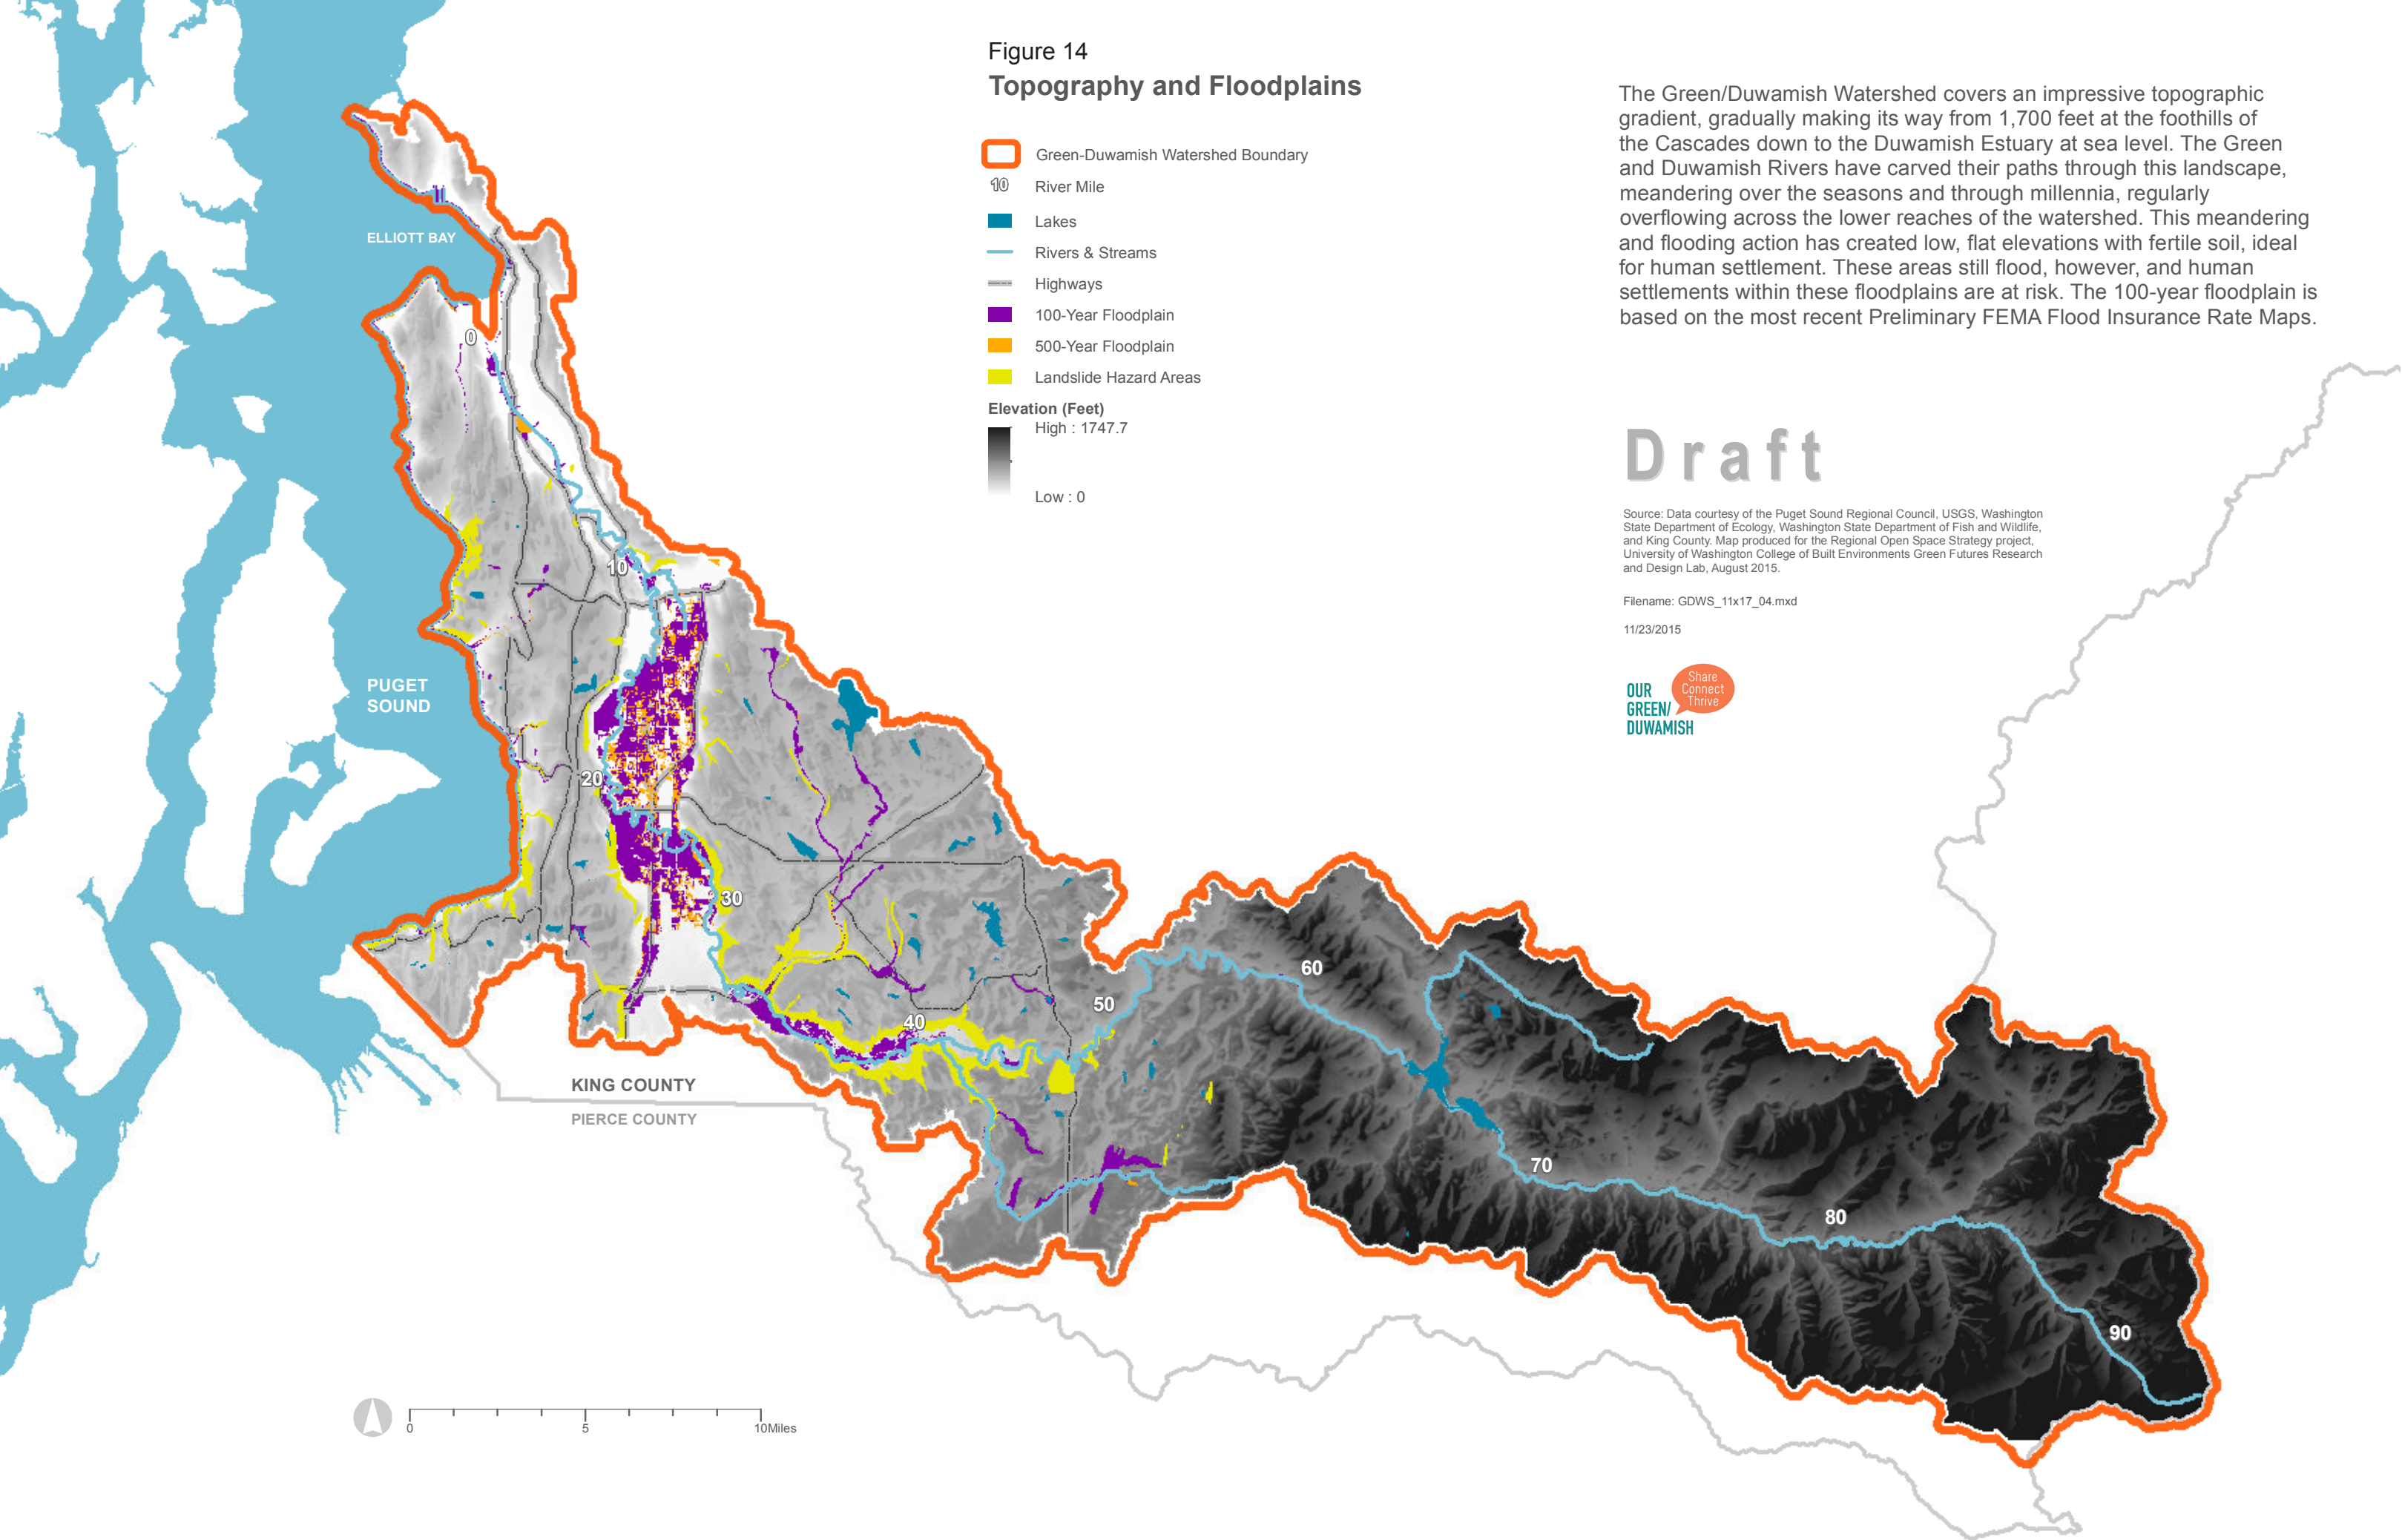 Figure 14
Topography and Floodplains
Green-Duwamish Watershed Boundary
10 River Mile
Lakes
Rivers & Streams
Highways
100-Year Floodplain
500-Year Floodplain
Landslide Hazard Areas
Elevation (Feet)
High : 1747.7
Low : 0
The Green/Duwamish Watershed covers an impressive topographic
gradient, gradually making its way from 1,700 feet at the foothills of
the Cascades down to the Duwamish Estuary at sea level. The Green
and Duwamish Rivers have carved their paths through this landscape,
meandering over the seasons and through millennia, regularly
overflowing across the lower reaches of the watershed. This meandering
and flooding action has created low, flat elevations with fertile soil, ideal
for human settlement. These areas still flood, however, and human
settlements within these floodplains are at risk. The 100-year floodplain is
based on the most recent Preliminary FEMA Flood Insurance Rate Maps.
Draft
Source: Data courtesy of the Puget Sound Regional Council, USGS, Washington
State Department of Ecology, Washington State Department of Fish and Wildlife,
and King County. Map produced for the Regional Open Space Strategy project,
University of Washington College of Built Environments Green Futures Research
and Design Lab, August 2015.
Filename: GDWS_11x17_04.mxd
11/23/2015
OUR
GREEN/
DUWAMISH
Share
Connect
Thrive
ELLIOTT BAY
0
10
PUGET
SOUND
20
30
40
50
60
70
80
90
KING COUNTY
PIERCE COUNTY
0 5 10Miles